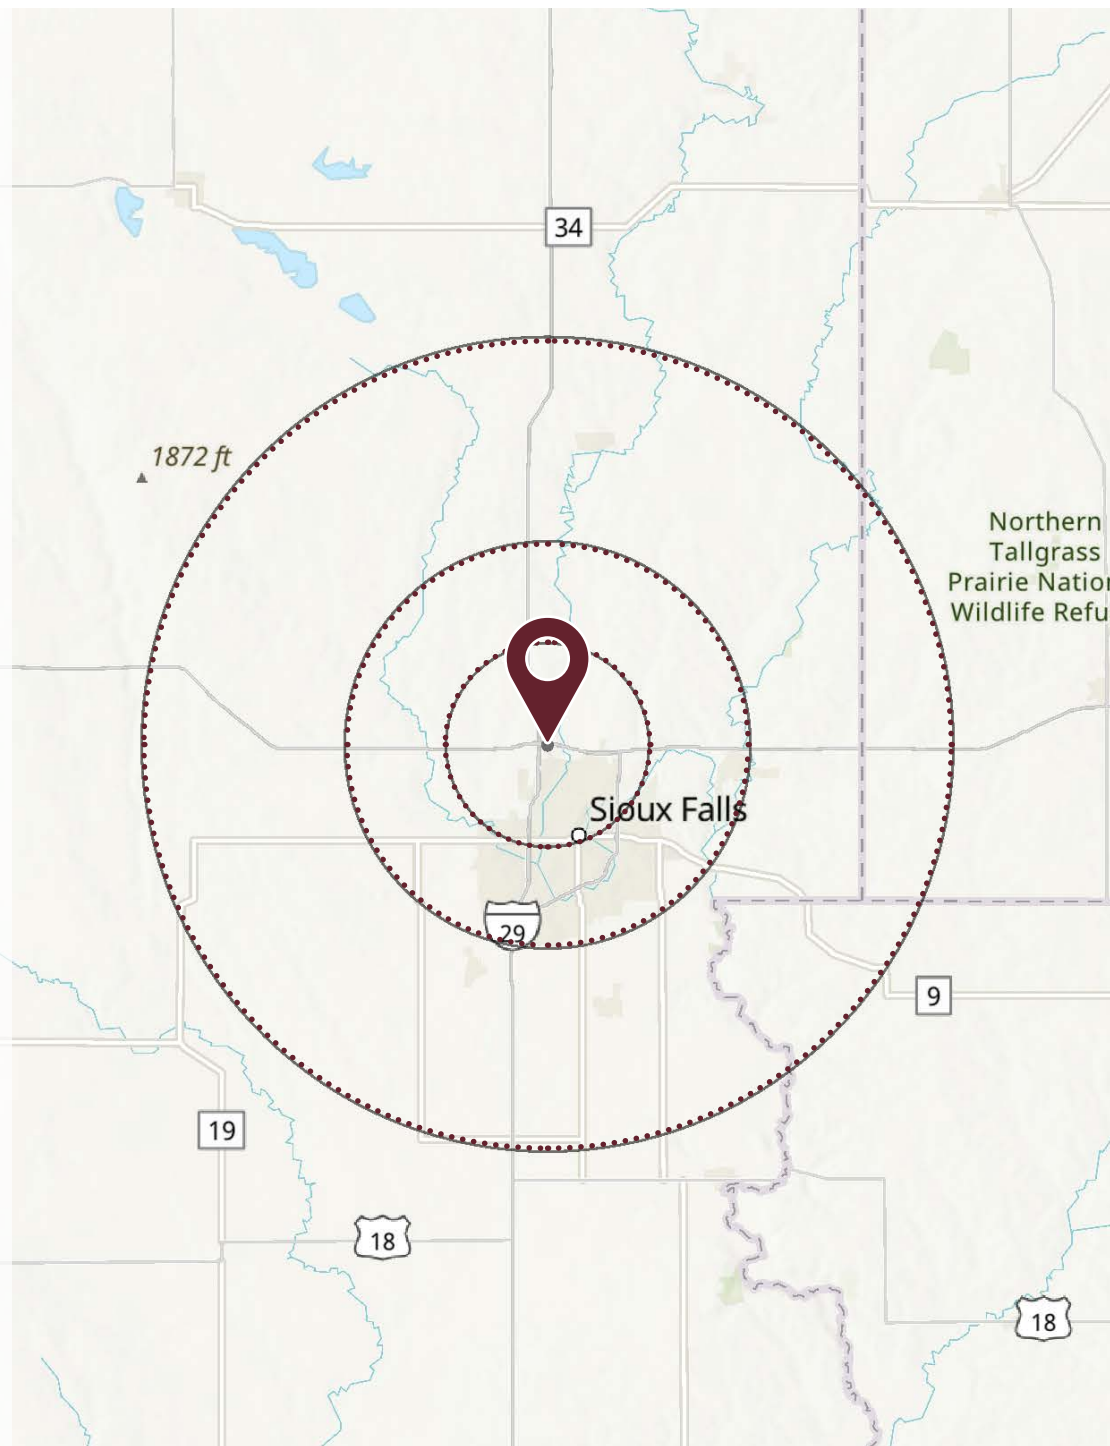 34
1872 ft
Northern
Tallgrass
Prairie Nation
Wildlife Refu
Sioux Falls
29
9
19
18
18